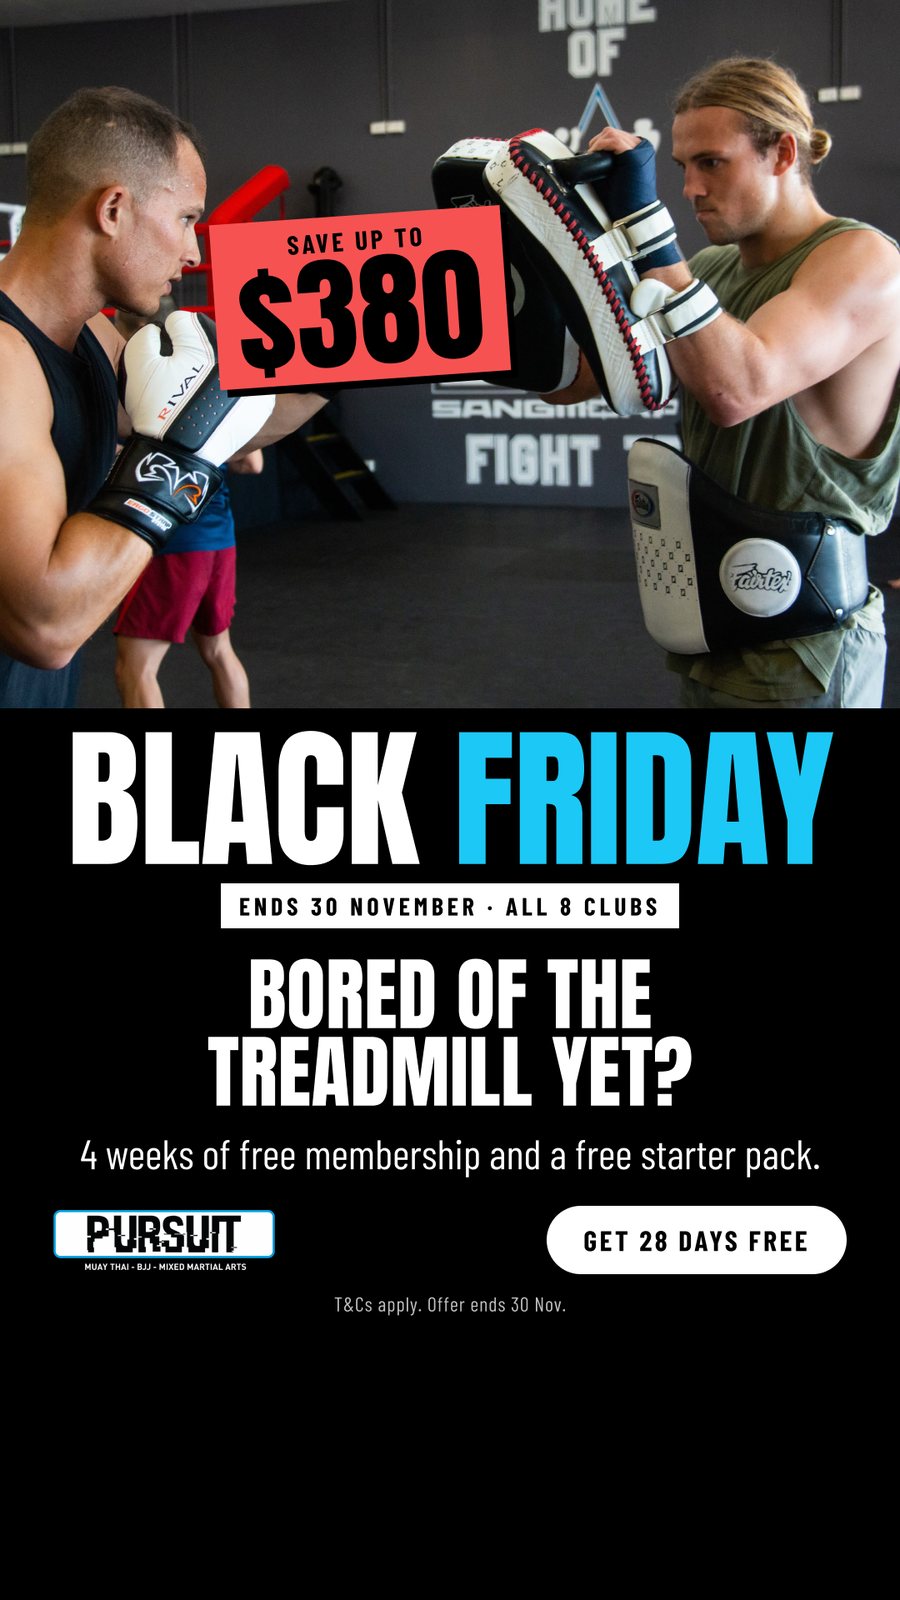 HOME
OF
SAVE UP TO
$380
RIVAL
FIGHT
Fairtex
BLACK FRIDAY
ENDS 30 NOVEMBER · ALL 8 CLUBS
BORED OF THE
TREADMILL YET?
4 weeks of free membership and a free starter pack.
PURSUIT
MUAY THAI - BJJ - MIXED MARTIAL ARTS
GET 28 DAYS FREE
T&Cs apply. Offer ends 30 Nov.